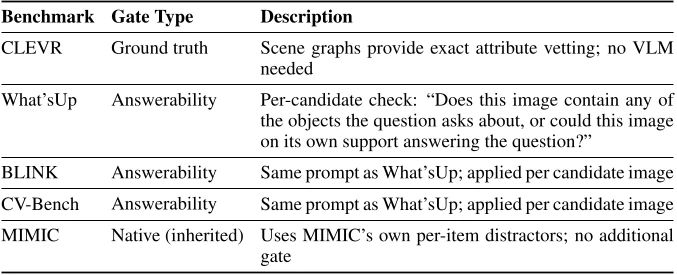 Benchmark Gate Type Description
CLEVR Ground truth Scene graphs provide exact attribute vetting; no VLM
needed
What'sUp Answerability Per-candidate check: “Does this image contain any of
the objects the question asks about, or could this image
on its own support answering the question?”
BLINK Answerability Same prompt as What'sUp; applied per candidate image
CV-Bench Answerability Same prompt as What'sUp; applied per candidate image
MIMIC Native (inherited) Uses MIMIC's own per-item distractors; no additional
gate